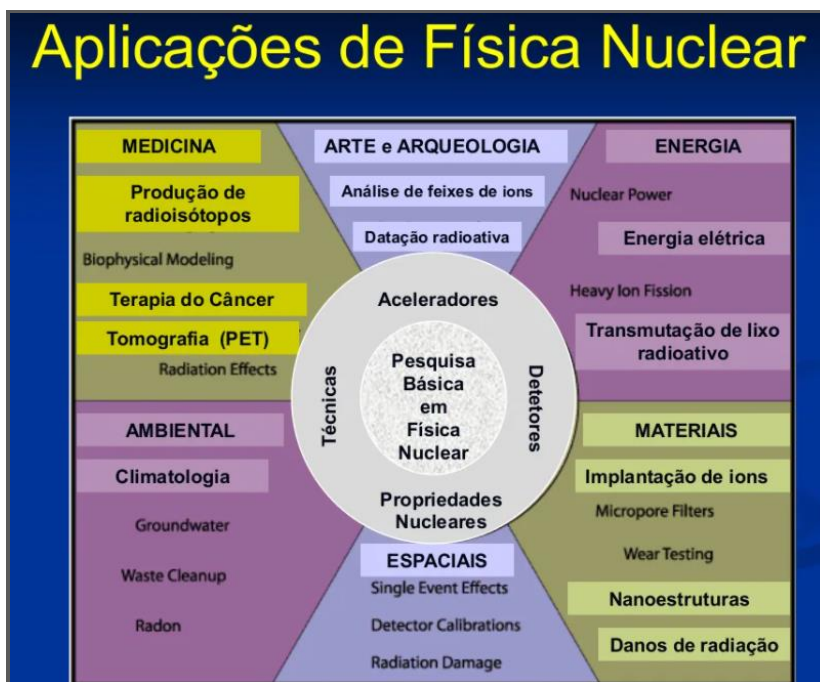 Aplicações de Física Nuclear
MEDICINA
Produção de
radioisótopos
Biophysical Modeling
Terapia do Câncer
Tomografia (PET)
Radiation Effects
ARTE e ARQUEOLOGIA
Análise de feixes de ions
Datação radioativa
ENERGIA
Nuclear Power
Energia elétrica
Heavy Ion Fission
Transmutação de lixo
radioativo
Aceleradores
Técnicas
Pesquisa
Básica
em
Física
Nuclear
Detetores
Propriedades
Nucleares
AMBIENTAL
Climatologia
Groundwater
Waste Cleanup
Radon
ESPACIAIS
Single Event Effects
Detector Calibrations
Radiation Damage
MATERIAIS
Implantação de ions
Micropore Filters
Wear Testing
Nanoestruturas
Danos de radiação